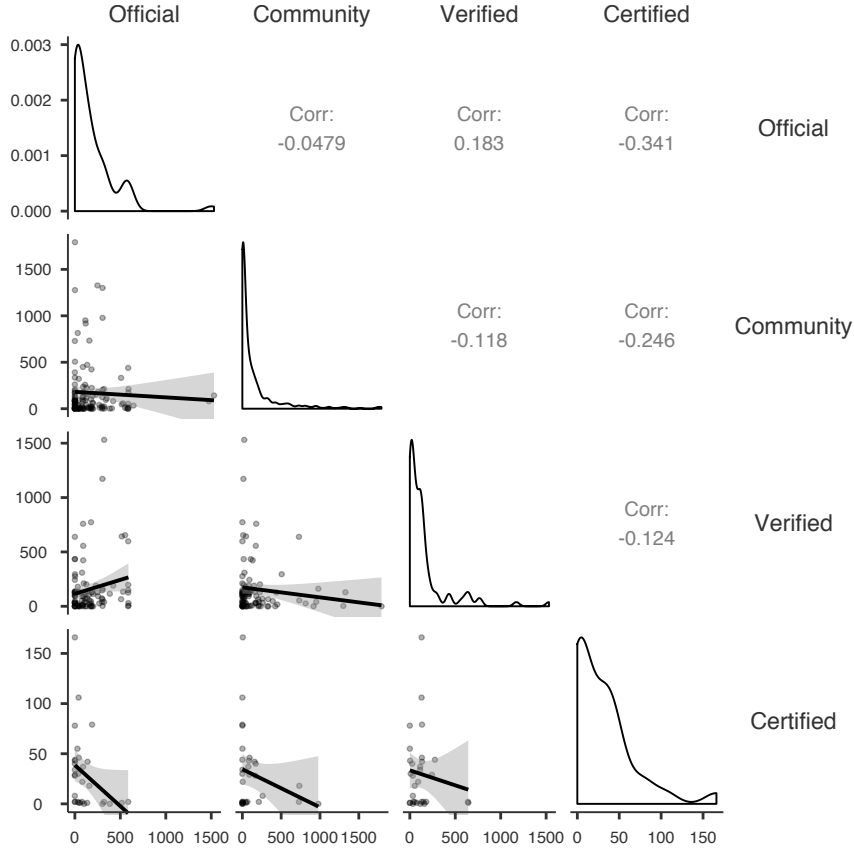 Official Community Verified Certified
0.003
0.002
0.001
0.000
Corr:
-0.0479
Corr:
0.183
Corr:
-0.341
Official
1500
1000
500
0
Corr:
-0.118
Corr:
-0.246
Community
1500
1000
500
0
Corr:
-0.124
Verified
150
100
50
0
Certified
0 500 1000 1500 0 500 1000 1500 0 500 1000 1500 0 50 100 150